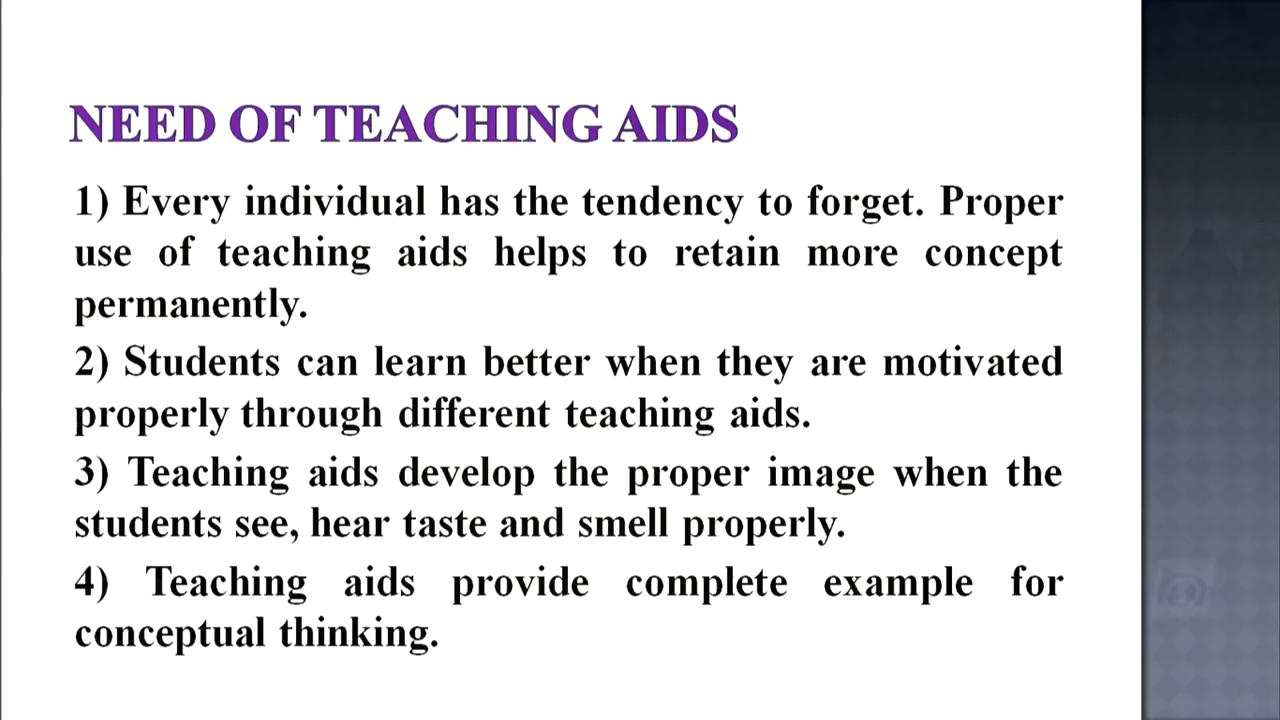 NEED OF TEACHING AIDS
1) Every individual has the tendency to forget. Proper
use of teaching aids helps to retain more concept
permanently.
2) Students can learn better when they are motivated
properly through different teaching aids.
3) Teaching aids develop the proper image when the
students see, hear taste and smell properly.
4) Teaching aids provide complete example for
conceptual thinking.